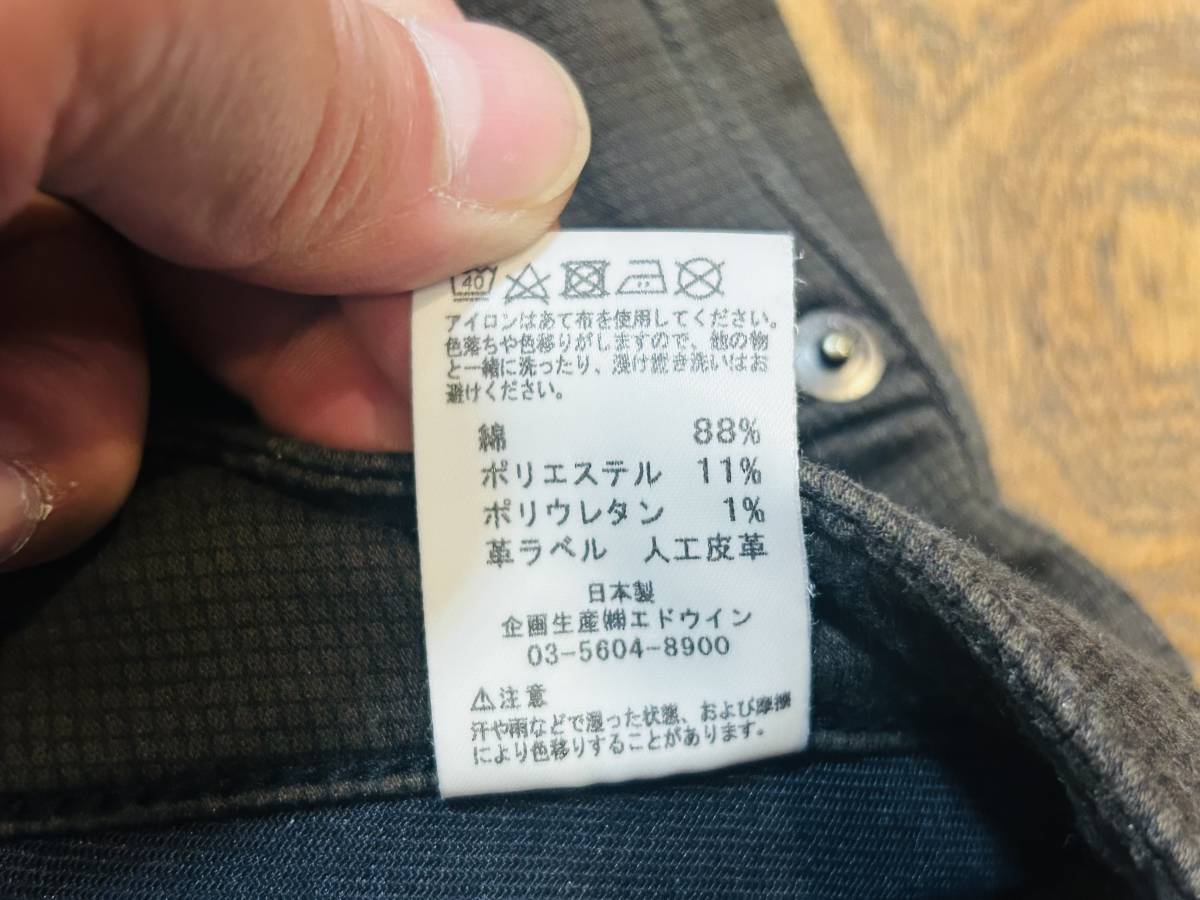 40
アイロンはあて布を使用してください。
色落ちや色移りがしますので、他の物
と一緒に洗ったり、漬け置き洗いはお
避けください。
綿 88%
ポリエステル 11%
ポリウレタン 1%
革ラベル 人工皮革
日本製
企画生産㈱エドウイン
03-5604-8900
⚠注意
汗や雨などで湿った状態、および摩擦
により色移りすることがあります。